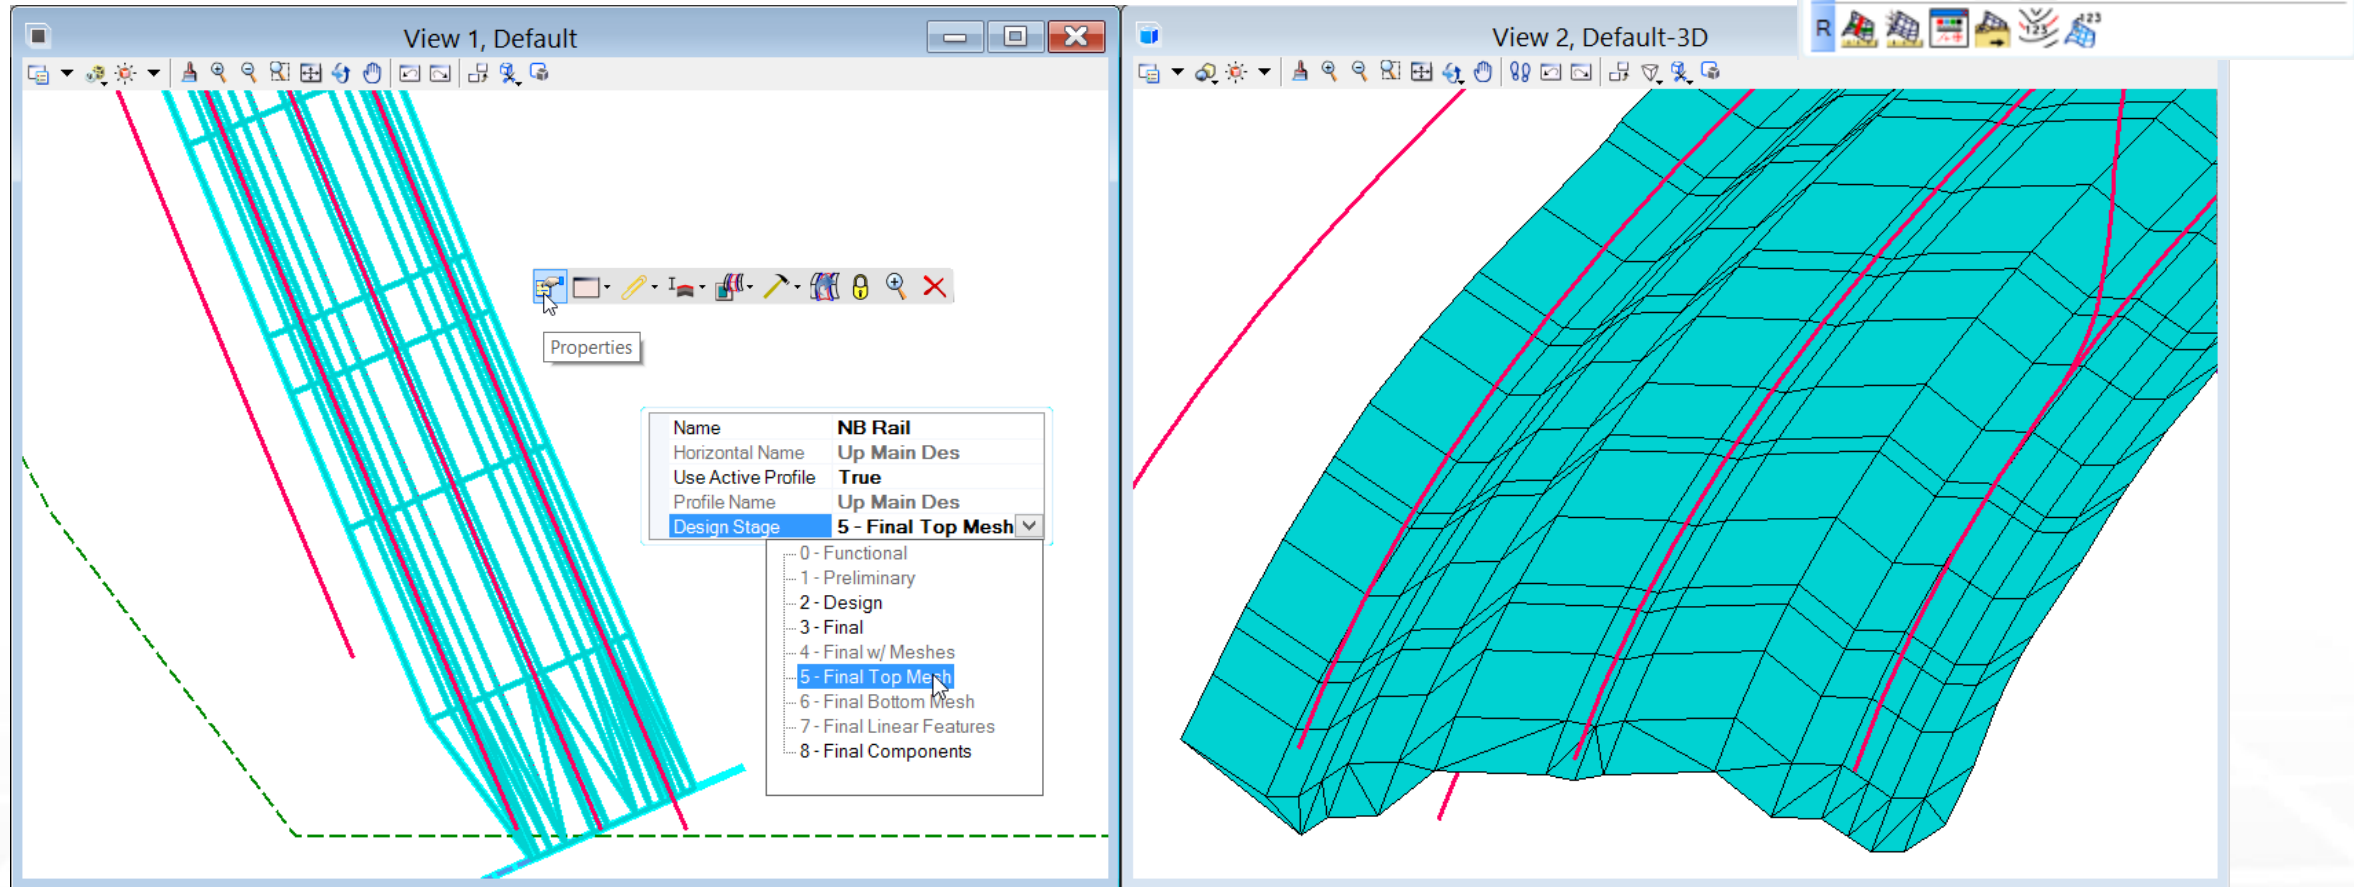 View 1, Default
View 2, Default-3D
R
123
123
Properties
Name NB Rail
Horizontal Name Up Main Des
Use Active Profile True
Profile Name Up Main Des
Design Stage 5 - Final Top Mesh
0 - Functional
1 - Preliminary
2 - Design
3 - Final
4 - Final w/ Meshes
5 - Final Top Mesh
6 - Final Bottom Mesh
7 - Final Linear Features
8 - Final Components